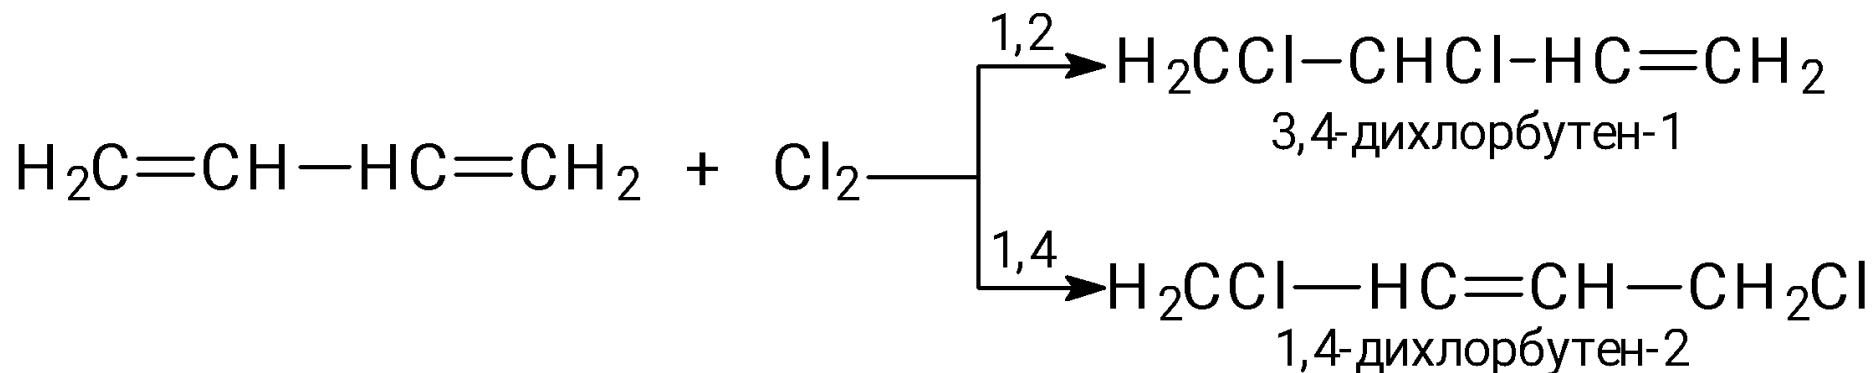 1,2
H₂CCl—CHCl-HC=CH₂
3,4-дихлорбутен-1
H₂C=CH—HC=CH₂ + Cl₂
1,4
H₂CCl—HC=CH—CH₂Cl
1,4-дихлорбутен-2